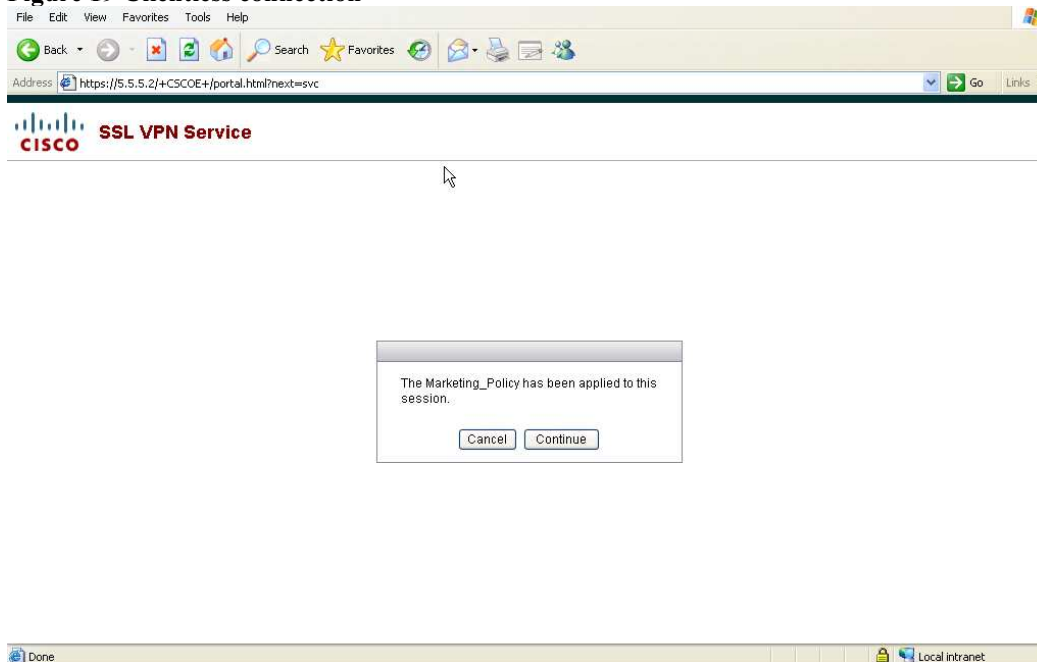 Figure 19 Clientless connection
File Edit View Favorites Tools Help
Back Search Favorites
Address https://5.5.5.2/+CSCOE+/portal.html?next=svc Go Links
CISCO SSL VPN Service
The Marketing_Policy has been applied to this
session.
Cancel Continue
Done Local intranet